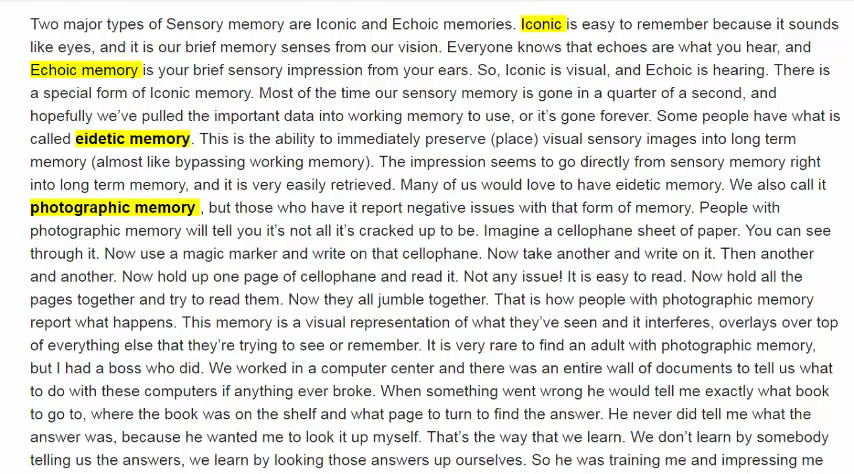 Two major types of Sensory memory are Iconic and Echoic memories. Iconic is easy to remember because it sounds
like eyes, and it is our brief memory senses from our vision. Everyone knows that echoes are what you hear, and
Echoic memory is your brief sensory impression from your ears. So, Iconic is visual, and Echoic is hearing. There is
a special form of Iconic memory. Most of the time our sensory memory is gone in a quarter of a second, and
hopefully we’ve pulled the important data into working memory to use, or it’s gone forever. Some people have what is
called eidetic memory. This is the ability to immediately preserve (place) visual sensory images into long term
memory (almost like bypassing working memory). The impression seems to go directly from sensory memory right
into long term memory, and it is very easily retrieved. Many of us would love to have eidetic memory. We also call it
photographic memory , but those who have it report negative issues with that form of memory. People with
photographic memory will tell you it’s not all it’s cracked up to be. Imagine a cellophane sheet of paper. You can see
through it. Now use a magic marker and write on that cellophane. Now take another and write on it. Then another
and another. Now hold up one page of cellophane and read it. Not any issue! It is easy to read. Now hold all the
pages together and try to read them. Now they all jumble together. That is how people with photographic memory
report what happens. This memory is a visual representation of what they’ve seen and it interferes, overlays over top
of everything else that they’re trying to see or remember. It is very rare to find an adult with photographic memory,
but I had a boss who did. We worked in a computer center and there was an entire wall of documents to tell us what
to do with these computers if anything ever broke. When something went wrong he would tell me exactly what book
to go to, where the book was on the shelf and what page to turn to find the answer. He never did tell me what the
answer was, because he wanted me to look it up myself. That’s the way that we learn. We don’t learn by somebody
telling us the answers, we learn by looking those answers up ourselves. So he was training me and impressing me